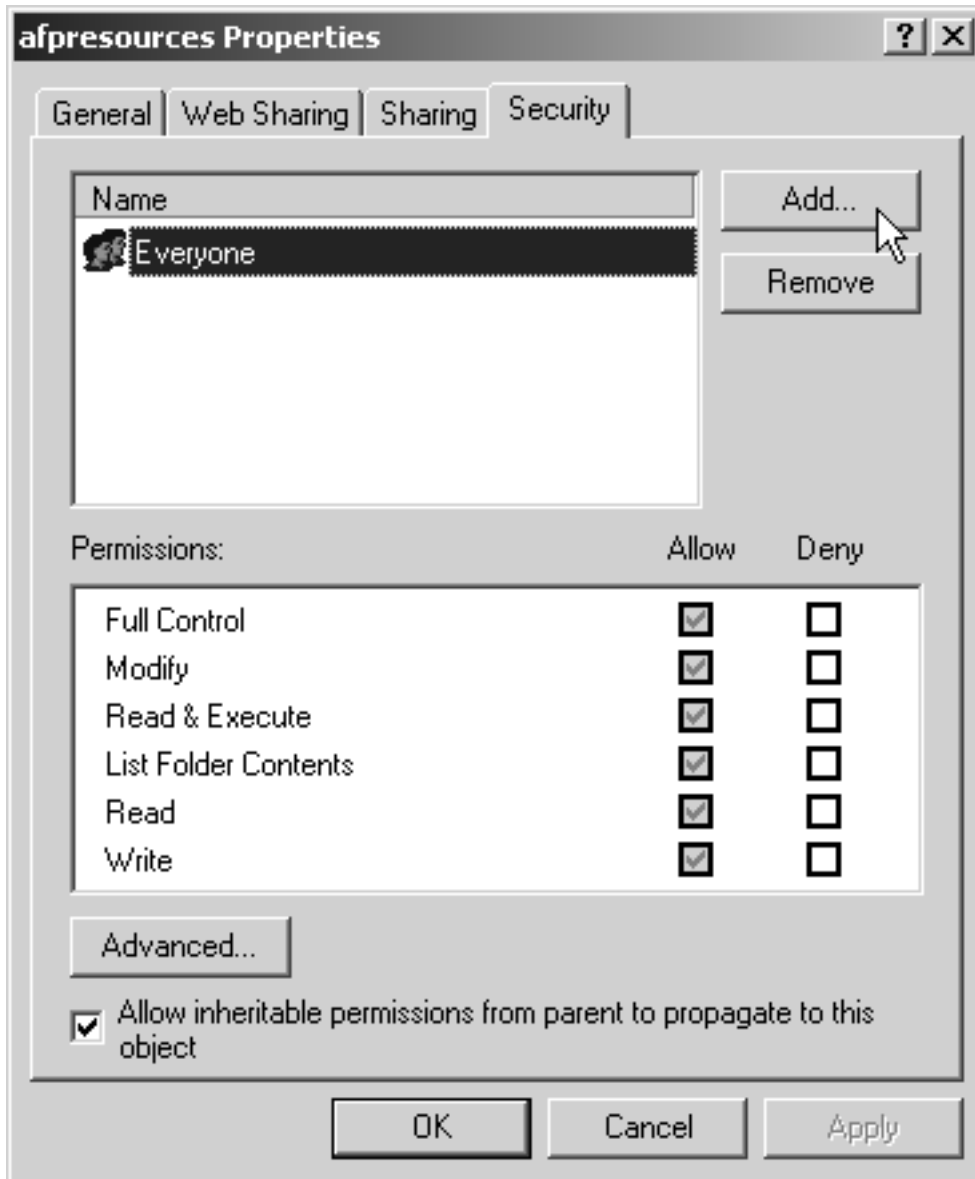 afpresources Properties
General Web Sharing Sharing Security
Name
Add...
Everyone
Remove
Permissions: Allow Deny
Full Control
Modify
Read & Execute
List Folder Contents
Read
Write
Advanced...
Allow inheritable permissions from parent to propagate to this
object
OK Cancel Apply